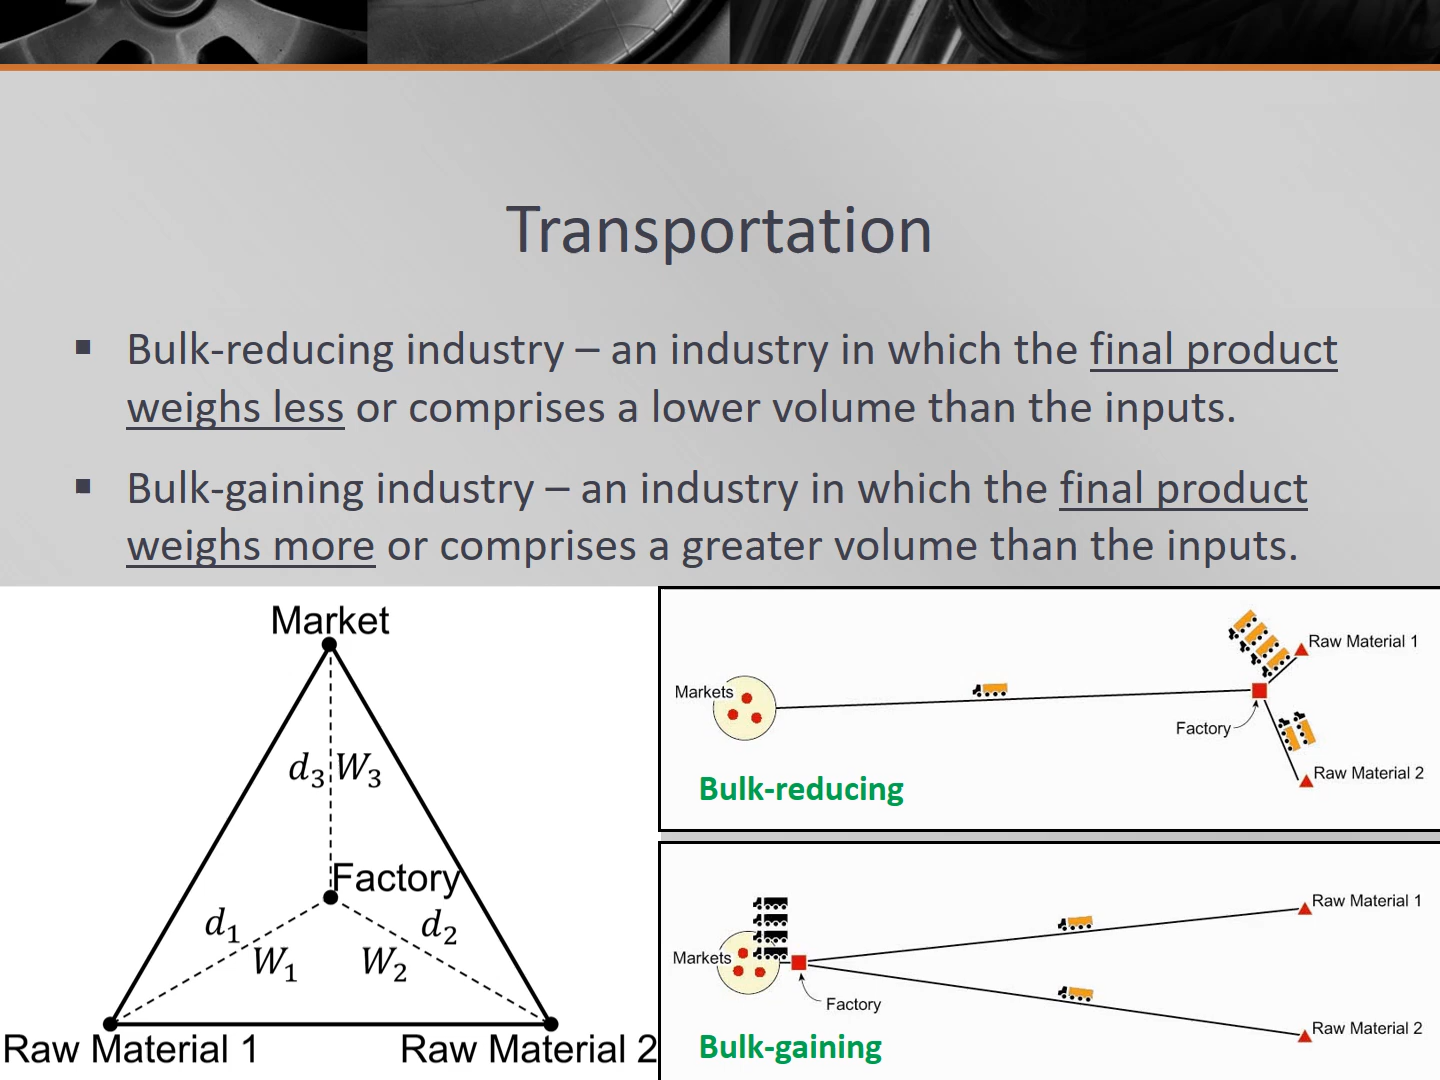 Transportation
▪ Bulk-reducing industry – an industry in which the final product
weighs less or comprises a lower volume than the inputs.
▪ Bulk-gaining industry – an industry in which the final product
weighs more or comprises a greater volume than the inputs.
Market
d₃ W₃
Factory
d₁ d₂
W₁ W₂
Raw Material 1 Raw Material 2
Raw Material 1
Markets
Factory
Raw Material 2
Bulk-reducing
Raw Material 1
Markets
Factory
Raw Material 2
Bulk-gaining